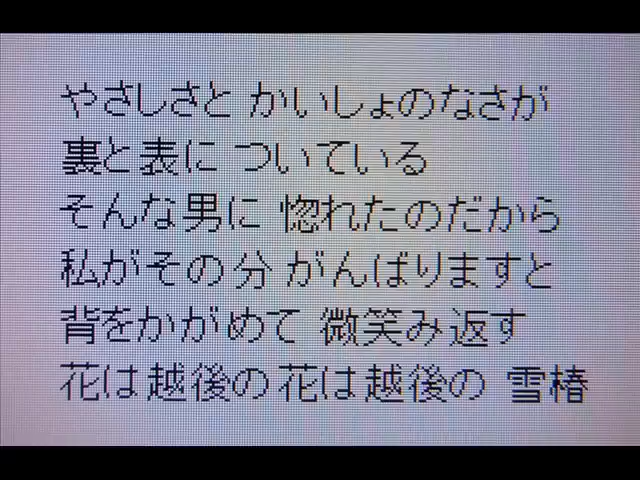 やさしさと かいしょのなさが
裏と表に ついている
そんな男に 惚れたのだから
私がその分 がんばりますと
背をかがめて 微笑み返す
花は越後の 花は越後の 雪椿